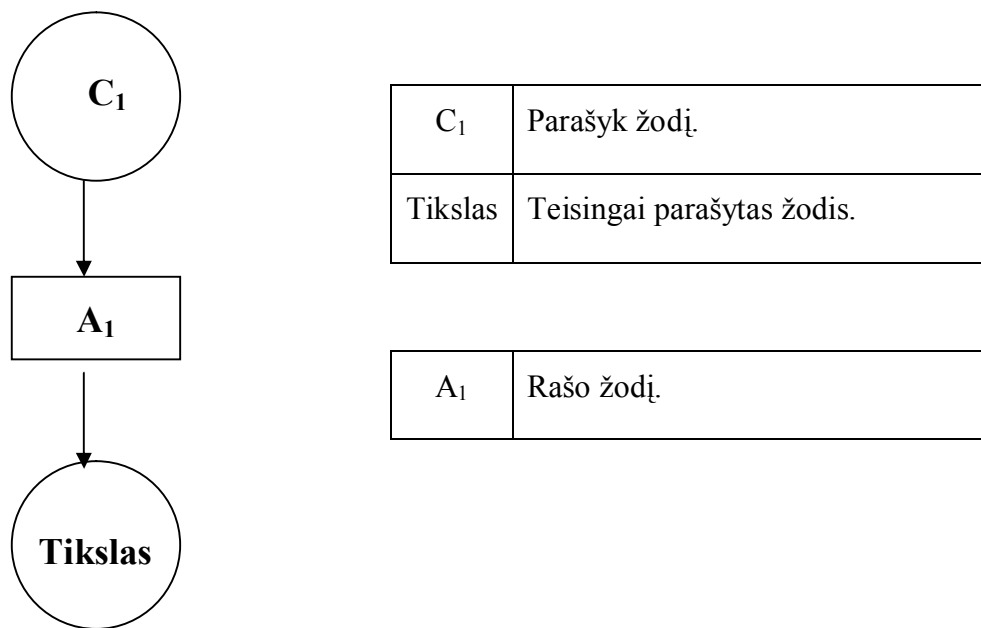 C₁
A₁
Tikslas
C₁ Parašyk žodį.
Tikslas Teisingai parašytas žodis.
A₁ Rašo žodį.